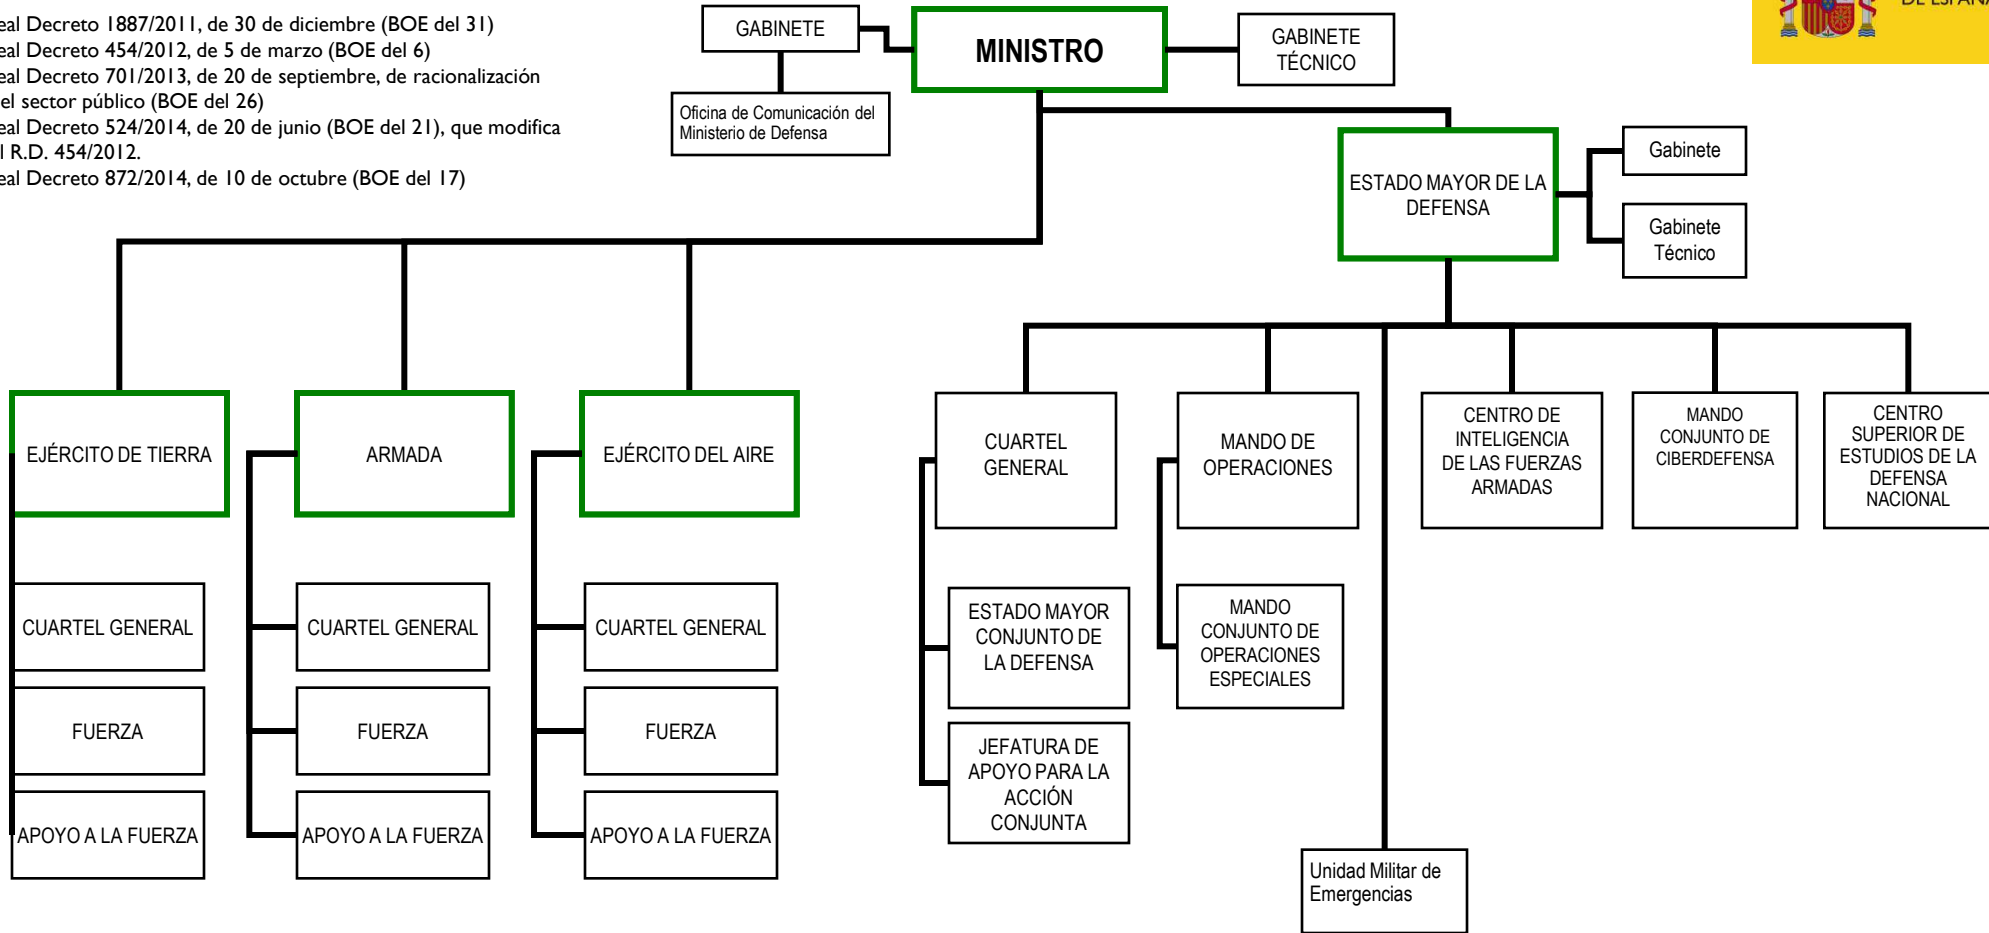 eal Decreto 1887/2011, de 30 de diciembre (BOE del 31)
eal Decreto 454/2012, de 5 de marzo (BOE del 6)
eal Decreto 701/2013, de 20 de septiembre, de racionalización
el sector público (BOE del 26)
eal Decreto 524/2014, de 20 de junio (BOE del 21), que modifica
l R.D. 454/2012.
eal Decreto 872/2014, de 10 de octubre (BOE del 17)
GABINETE
MINISTRO
GABINETE
TÉCNICO
DE ESPAÑA
Oficina de Comunicación del
Ministerio de Defensa
ESTADO MAYOR DE LA
DEFENSA
Gabinete
Gabinete
Técnico
EJÉRCITO DE TIERRA
ARMADA
EJÉRCITO DEL AIRE
CUARTEL
GENERAL
MANDO DE
OPERACIONES
CENTRO DE
INTELIGENCIA
DE LAS FUERZAS
ARMADAS
MANDO
CONJUNTO DE
CIBERDEFENSA
CENTRO
SUPERIOR DE
ESTUDIOS DE LA
DEFENSA
NACIONAL
CUARTEL GENERAL
CUARTEL GENERAL
CUARTEL GENERAL
ESTADO MAYOR
CONJUNTO DE
LA DEFENSA
MANDO
CONJUNTO DE
OPERACIONES
ESPECIALES
FUERZA
FUERZA
FUERZA
JEFATURA DE
APOYO PARA LA
ACCIÓN
CONJUNTA
APOYO A LA FUERZA
APOYO A LA FUERZA
APOYO A LA FUERZA
Unidad Militar de
Emergencias